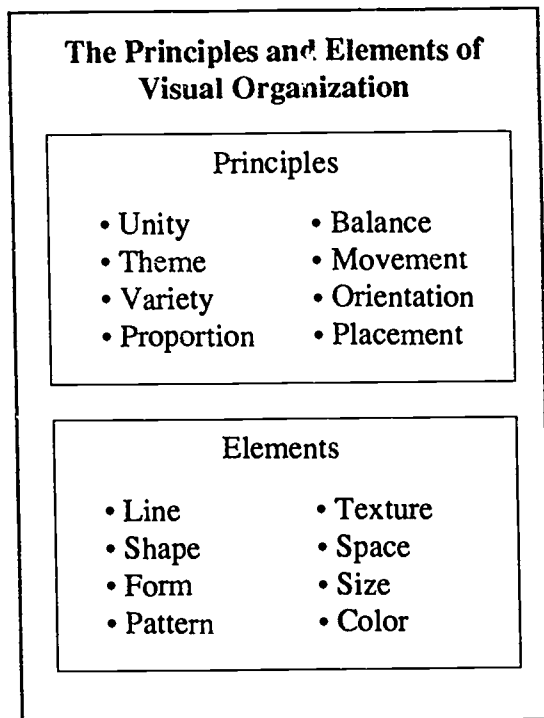 The Principles and Elements of
Visual Organization
Principles
• Unity
• Theme
• Variety
• Proportion
• Balance
• Movement
• Orientation
• Placement
Elements
• Line
• Shape
• Form
• Pattern
• Texture
• Space
• Size
• Color